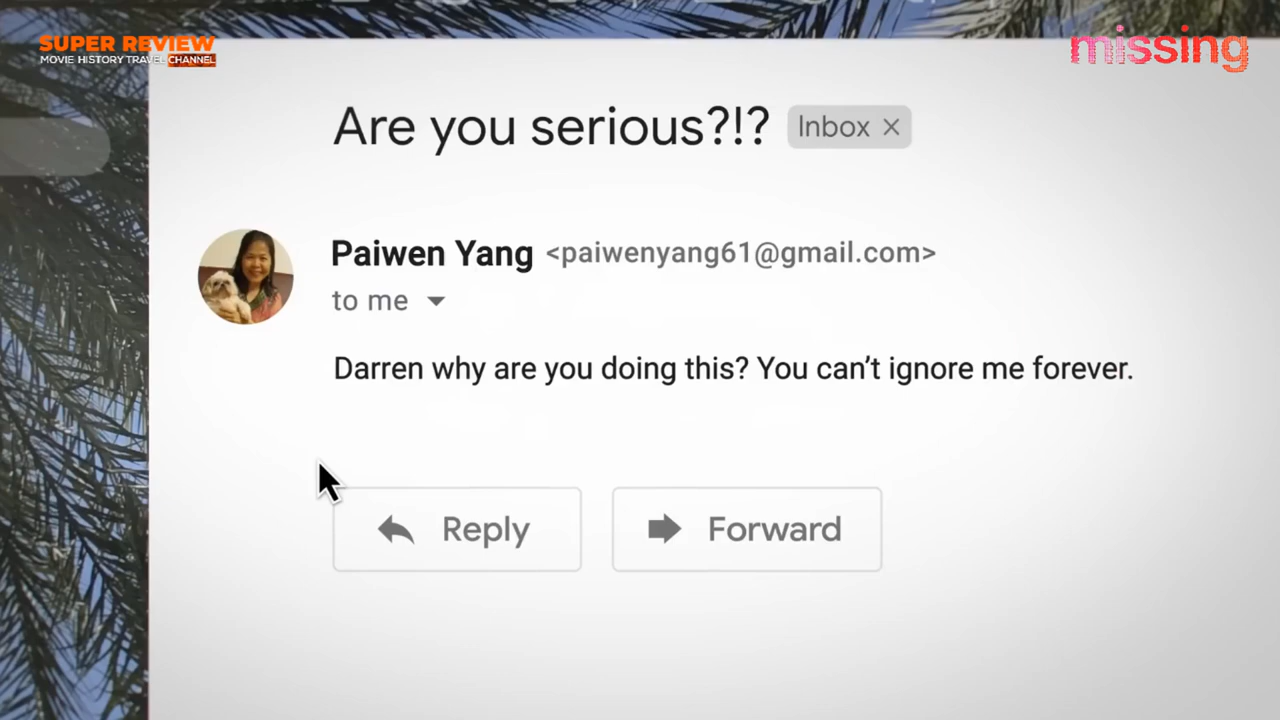 SUPER REVIEW
MOVIE HISTORY TRAVEL CHANNEL
missing
Are you serious?!? Inbox
Paiwen Yang <paiwenyang61@gmail.com>
to me
Darren why are you doing this? You can’t ignore me forever.
Reply Forward